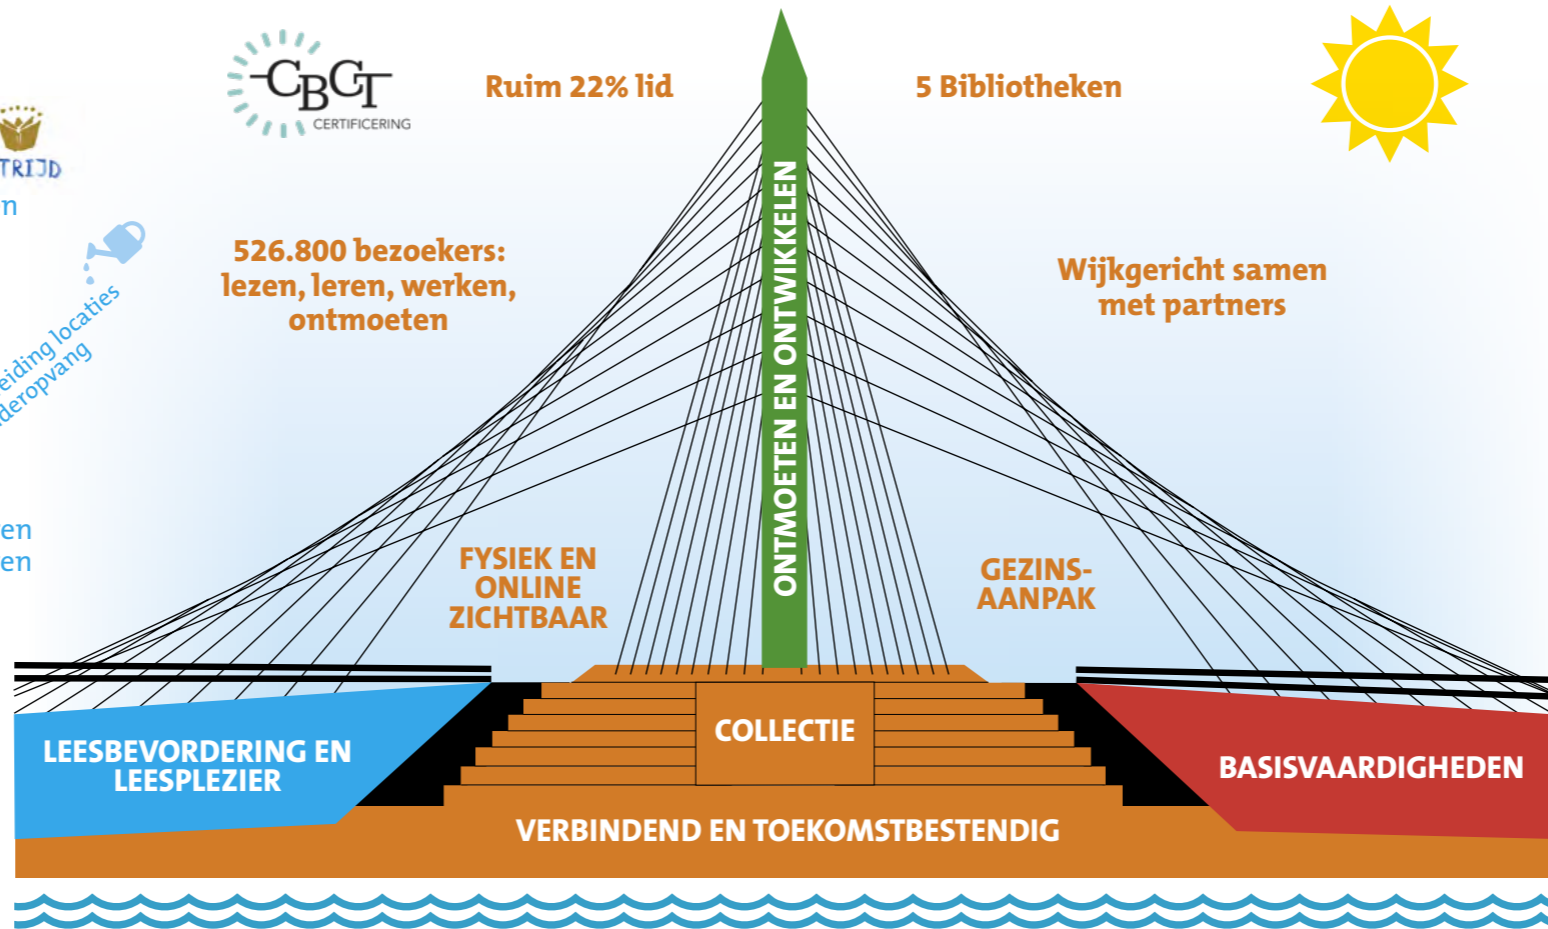 CBCT
CERTIFICERING
Ruim 22% lid
5 Bibliotheken
TRIJD
n
526.800 bezoekers:
lezen, leren, werken,
ontmoeten
Wijkgericht samen
met partners
eiding locaties
deropvang
ONTMOETEN EN ONTWIKKELEN
en
en
FYSIEK EN
ONLINE
ZICHTBAAR
GEZINS-
AANPAK
LEESBEVORDERING EN
LEESPLEZIER
COLLECTIE
BASISVAARDIGHEDEN
VERBINDEND EN TOEKOMSTBESTENDIG